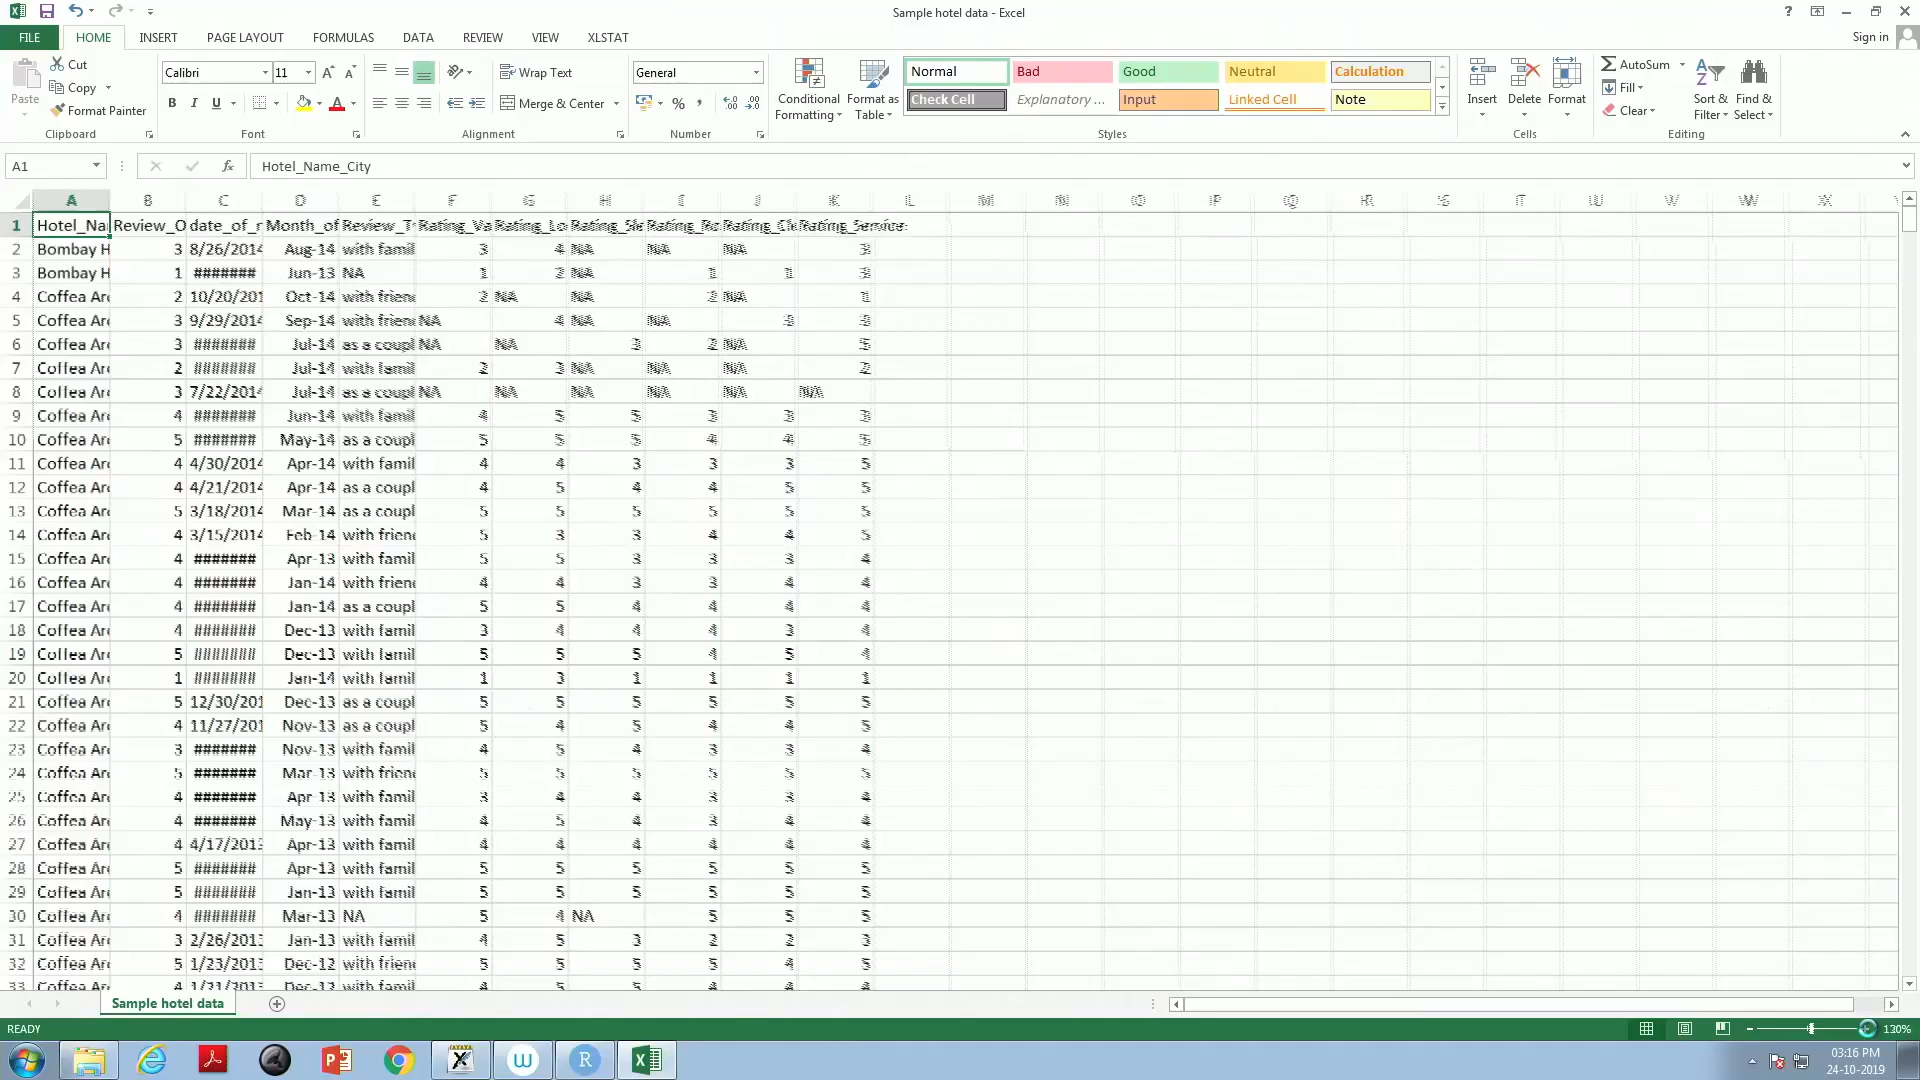 Sample hotel data - Excel
?
FILE HOME INSERT PAGE LAYOUT FORMULAS DATA REVIEW VIEW XLSTAT Sign in
Paste Cut Copy Format Painter
Calibri 11 B I U A
Wrap Text
Merge & Center
General %
Conditional Formatting
Format as Table
Normal Bad Good Neutral Calculation
Check Cell Explanatory ... Input Linked Cell Note
Insert Delete Format
AutoSum Fill Clear
Sort & Filter
Find & Select
Clipboard Font Alignment Number Styles Cells Editing
A1 fx Hotel_Name_City
A B C D E F G H I J K L M N O P Q R S T U V W X
1 Hotel_Na Review_O date_of_r Month_of Review_T Rating_Va Rating_Lo Rating_Sle Rating_Ro Rating_Cle Rating_Service
2 Bombay H 3 8/26/2014 Aug-14 with famil 3 4 NA NA NA 3
3 Bombay H 1 ####### Jun-13 NA 1 2 NA 1 1 3
4 Coffea Ar 2 10/20/201 Oct-14 with frien 2 NA NA 2 NA 1
5 Coffea Ar 3 9/29/2014 Sep-14 with frien NA 4 NA NA 3 3
6 Coffea Ar 3 ####### Jul-14 as a coupl NA NA 3 2 NA 5
7 Coffea Ar 2 ####### Jul-14 with famil 2 3 NA NA NA 2
8 Coffea Ar 3 7/22/2014 Jul-14 as a coupl NA NA NA NA NA NA
9 Coffea Ar 4 ####### Jun-14 with famil 4 5 5 3 3 3
10 Coffea Ar 5 ####### May-14 as a coupl 5 5 5 4 4 5
11 Coffea Ar 4 4/30/2014 Apr-14 with famil 4 4 3 3 3 5
12 Coffea Ar 4 4/21/2014 Apr-14 as a coupl 4 5 4 4 5 5
13 Coffea Ar 5 3/18/2014 Mar-14 as a coupl 5 5 5 5 5 5
14 Coffea Ar 4 3/15/2014 Feb-14 with frien 5 3 3 4 4 5
15 Coffea Ar 4 ####### Apr-13 with famil 5 5 3 3 3 4
16 Coffea Ar 4 ####### Jan-14 with frien 4 4 3 3 4 4
17 Coffea Ar 4 ####### Jan-14 as a coupl 5 5 4 4 4 4
18 Coffea Ar 4 ####### Dec-13 with famil 3 4 4 4 3 4
19 Coffea Ar 5 ####### Dec-13 with famil 5 5 5 4 5 4
20 Coffea Ar 1 ####### Jan-14 with famil 1 3 1 1 1 1
21 Coffea Ar 5 12/30/201 Dec-13 as a coupl 5 5 5 5 5 5
22 Coffea Ar 4 11/27/201 Nov-13 as a coupl 5 4 5 4 4 5
23 Coffea Ar 3 ####### Nov-13 with famil 4 5 4 3 3 4
24 Coffea Ar 5 ####### Mar-13 with frien 5 5 5 5 5 5
25 Coffea Ar 4 ####### Apr-13 with famil 3 4 4 3 3 4
26 Coffea Ar 4 ####### May-13 with famil 4 5 4 3 4 4
27 Coffea Ar 4 4/17/2013 Apr-13 with famil 4 4 4 4 4 4
28 Coffea Ar 5 ####### Apr-13 with famil 5 5 5 5 5 5
29 Coffea Ar 5 ####### Jan-13 with famil 5 5 5 5 5 5
30 Coffea Ar 4 ####### Mar-13 NA 5 4 NA 5 5 5
31 Coffea Ar 3 2/26/2013 Jan-13 with famil 4 5 3 2 2 3
32 Coffea Ar 5 1/23/2013 Dec-12 with frien 5 5 5 5 4 5
33 Coffea Ar 4 1/21/2013 Dec-12 with famil 4 5 5 4 4 5
Sample hotel data
READY 130%
03:16 PM
24-10-2019